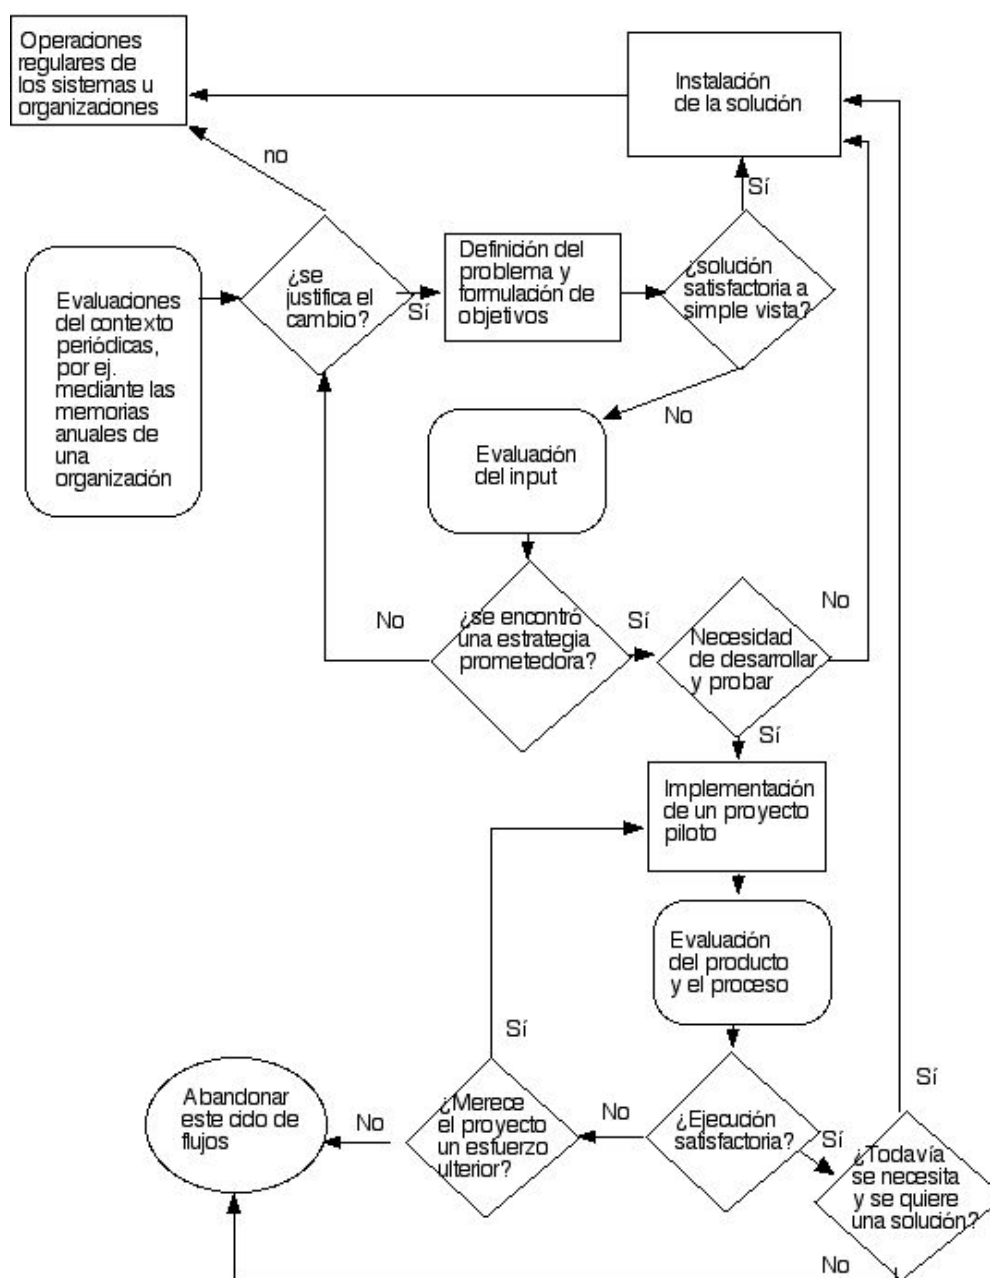 Operaciones
regulares de
los sistemas u
organizaciones
Instalación
de la solución
no
Sí
Evaluaciones
del contexto
periódicas,
por ej.
mediante las
memorias
anuales de
una
organización
¿se
justifica el
cambio?
Sí
Definición del
problema y
formulación de
objetivos
¿solución
satisfactoria a
simple vista?
No
Evaluación
del input
No
¿se encontró
una estrategia
prometedora?
Sí
Necesidad
de desarrollar
y probar
No
Sí
Implementación
de un proyecto
piloto
Evaluación
del producto
y el proceso
Sí
Sí
Abandonar
este ciclo de
flujos
No
¿Merece
el proyecto
un esfuerzo
ulterior?
No
¿Ejecución
satisfactoria?
Sí
¿Todavía
se necesita
y se quiere
una solución?
No